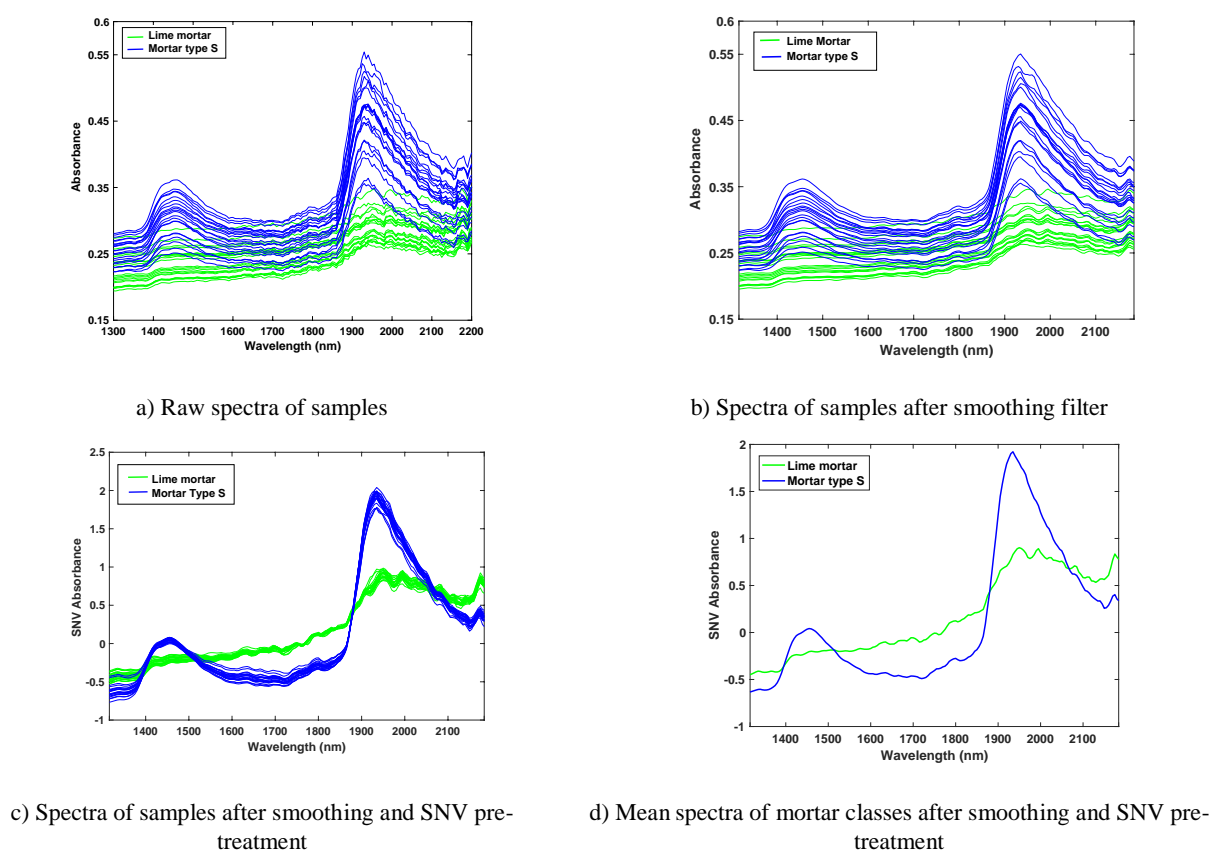 0.6
Lime mortar
Mortar type S
0.55
0.45
Absorbance
0.35
0.25
0.15
1300 1400 1500 1600 1700 1800 1900 2000 2100 2200
Wavelength (nm)
a) Raw spectra of samples
0.6
Lime Mortar
Mortar type S
0.55
0.45
Absorbance
0.35
0.25
0.15
1400 1500 1600 1700 1800 1900 2000 2100
Wavelength (nm)
b) Spectra of samples after smoothing filter
2.5
Lime mortar
Mortar Type S
2
1.5
1
SNV Absorbance
0.5
0
-0.5
-1
1400 1500 1600 1700 1800 1900 2000 2100
Wavelength (nm)
c) Spectra of samples after smoothing and SNV pre-
treatment
2
Lime mortar
Mortar type S
1.5
1
SNV Absorbance
0.5
0
-0.5
-1
1400 1500 1600 1700 1800 1900 2000 2100
Wavelength (nm)
d) Mean spectra of mortar classes after smoothing and SNV pre-
treatment